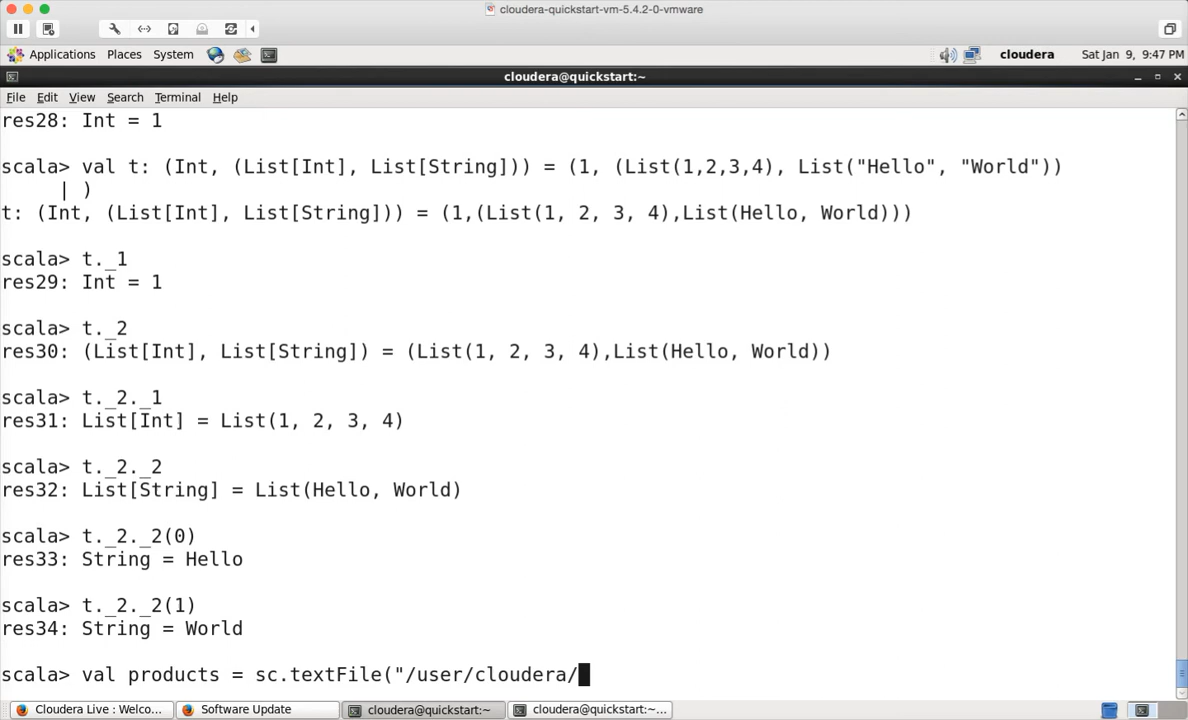 cloudera-quickstart-vm-5.4.2-0-vmware
Applications Places System cloudera Sat Jan 9, 9:47 PM
cloudera@quickstart:~
File Edit View Search Terminal Help
res28: Int = 1
scala> val t: (Int, (List[Int], List[String])) = (1, (List(1,2,3,4), List("Hello", "World"))
| )
t: (Int, (List[Int], List[String])) = (1,(List(1, 2, 3, 4),List(Hello, World)))
scala> t._1
res29: Int = 1
scala> t._2
res30: (List[Int], List[String]) = (List(1, 2, 3, 4),List(Hello, World))
scala> t._2._1
res31: List[Int] = List(1, 2, 3, 4)
scala> t._2._2
res32: List[String] = List(Hello, World)
scala> t._2._2(0)
res33: String = Hello
scala> t._2._2(1)
res34: String = World
scala> val products = sc.textFile("/user/cloudera/
Cloudera Live : Welco... Software Update cloudera@quickstart:~ cloudera@quickstart:~...